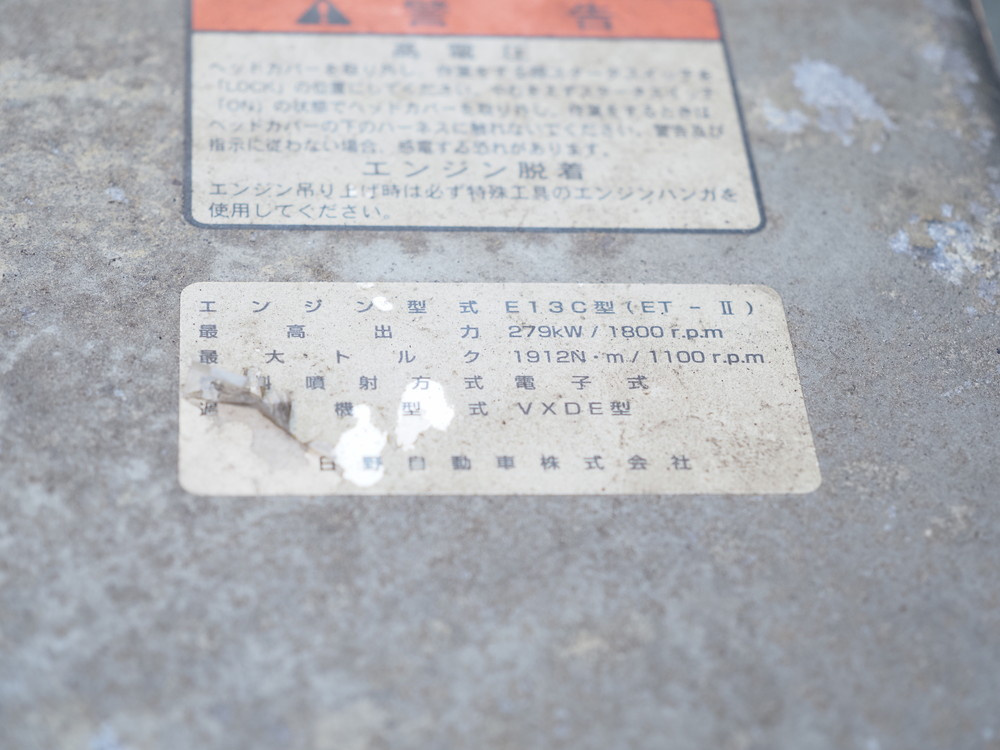 警告
高電圧
ヘッドカバーを取り外し、作業をする際スタータスイッチを
「LOCK」の位置にしてください。やむをえずスタータスイッチ
「ON」の状態でヘッドカバーを取り外し、作業をするときは
ヘッドカバーの下のハーネスに触れないでください。警告及び
指示に従わない場合、感電する恐れがあります。
エンジン脱着
エンジン吊り上げ時は必ず特殊工具のエンジンハンガを
使用してください。
エンジン型式 E13C型(ET-Ⅱ)
最高出力 279kW/1800r.p.m
最大トルク 1912N・m/1100r.p.m
噴射方式 電子式
過 機型式 VXDE型
日野自動車株式会社